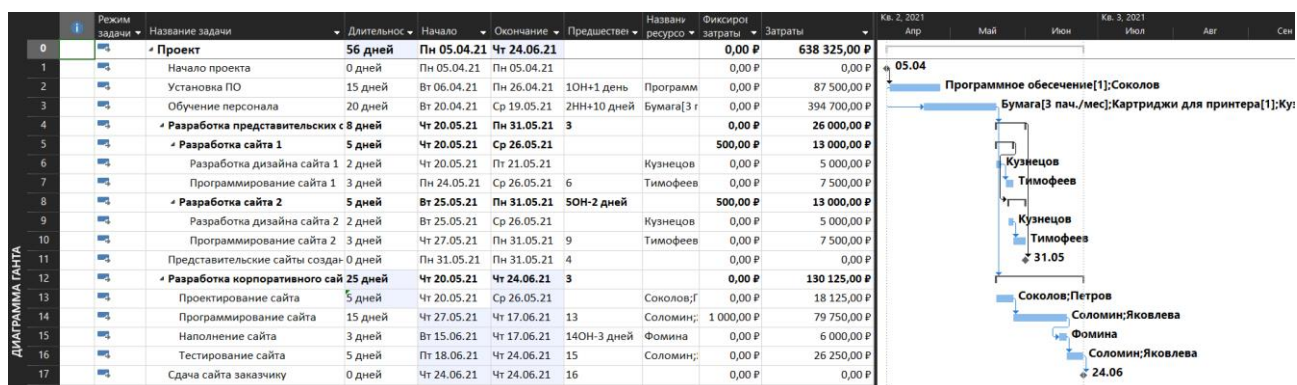 Режим задачи Название задачи Длительнос Начало Окончание Предшествен Названи ресурсо Фиксирог затраты Затраты Кв. 2, 2021 Апр Май Июн Кв. 3, 2021 Июл Авг Сен
0 Проект 56 дней Пн 05.04.21 Чт 24.06.21 0,00 ₽ 638 325,00 ₽
1 Начало проекта 0 дней Пн 05.04.21 Пн 05.04.21 0,00 ₽ 0,00 ₽ 05.04
2 Установка ПО 15 дней Вт 06.04.21 Пн 26.04.21 1ОН+1 день Программ 0,00 ₽ 87 500,00 ₽ Программное обесечение[1];Соколов
3 Обучение персонала 20 дней Вт 20.04.21 Ср 19.05.21 2НН+10 дней Бумага[3 г 0,00 ₽ 394 700,00 ₽ Бумага[3 пач./мес];Картриджи для принтера[1];Куз
4 Разработка представительских с 8 дней Чт 20.05.21 Пн 31.05.21 3 0,00 ₽ 26 000,00 ₽
5 Разработка сайта 1 5 дней Чт 20.05.21 Ср 26.05.21 500,00 ₽ 13 000,00 ₽
6 Разработка дизайна сайта 1 2 дней Чт 20.05.21 Пт 21.05.21 Кузнецов 0,00 ₽ 5 000,00 ₽ Кузнецов
7 Программирование сайта 1 3 дней Пн 24.05.21 Ср 26.05.21 6 Тимофеев 0,00 ₽ 7 500,00 ₽ Тимофеев
8 Разработка сайта 2 5 дней Вт 25.05.21 Пн 31.05.21 5ОН-2 дней 500,00 ₽ 13 000,00 ₽
9 Разработка дизайна сайта 2 2 дней Вт 25.05.21 Ср 26.05.21 Кузнецов 0,00 ₽ 5 000,00 ₽ Кузнецов
10 Программирование сайта 2 3 дней Чт 27.05.21 Пн 31.05.21 9 Тимофеев 0,00 ₽ 7 500,00 ₽ Тимофеев
11 Представительские сайты создан 0 дней Пн 31.05.21 Пн 31.05.21 4 0,00 ₽ 0,00 ₽ 31.05
12 Разработка корпоративного сай 25 дней Чт 20.05.21 Чт 24.06.21 3 0,00 ₽ 130 125,00 ₽
13 Проектирование сайта 5 дней Чт 20.05.21 Ср 26.05.21 Соколов;Г 0,00 ₽ 18 125,00 ₽ Соколов;Петров
14 Программирование сайта 15 дней Чт 27.05.21 Чт 17.06.21 13 Соломин; 1 000,00 ₽ 79 750,00 ₽ Соломин;Яковлева
15 Наполнение сайта 3 дней Вт 15.06.21 Чт 17.06.21 14ОН-3 дней Фомина 0,00 ₽ 6 000,00 ₽ Фомина
16 Тестирование сайта 5 дней Пт 18.06.21 Чт 24.06.21 15 Соломин; 0,00 ₽ 26 250,00 ₽ Соломин;Яковлева
17 Сдача сайта заказчику 0 дней Чт 24.06.21 Чт 24.06.21 16 0,00 ₽ 0,00 ₽ 24.06
ДИАГРАММА ГАНТА